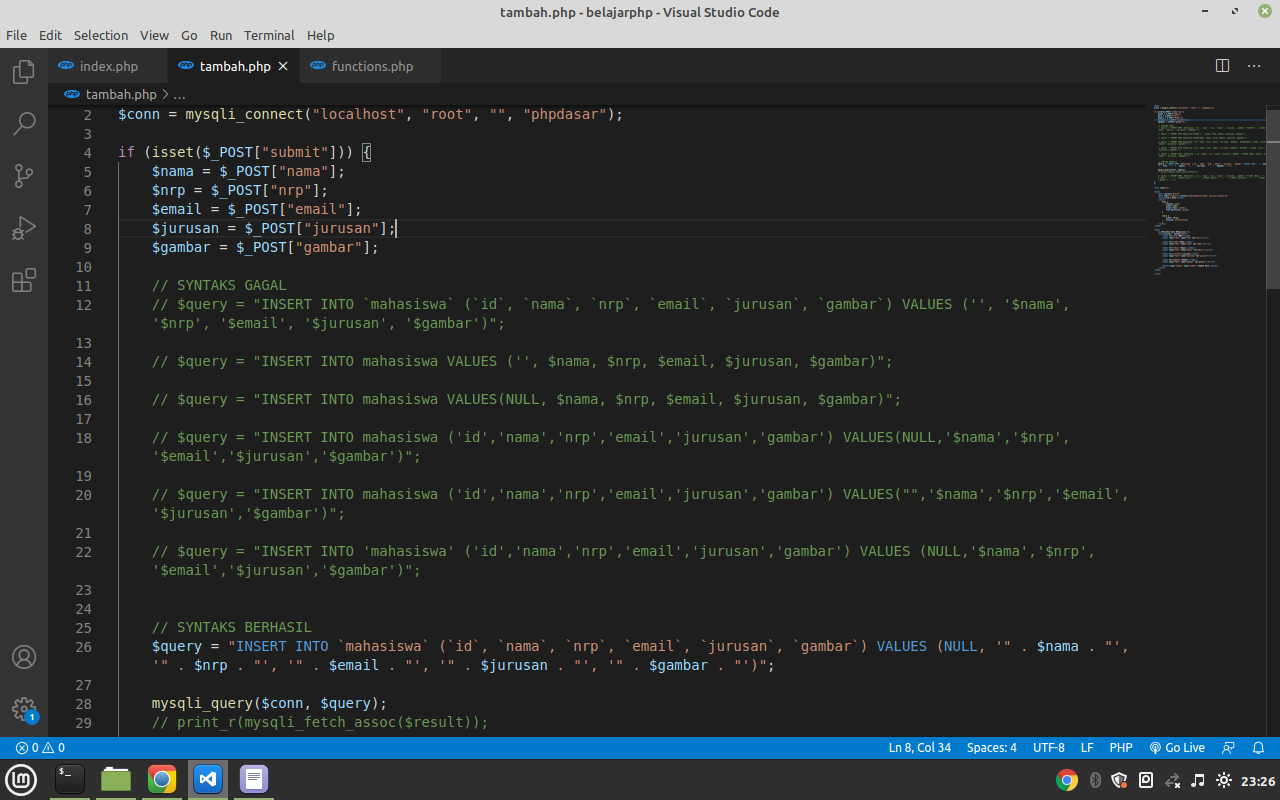 tambah.php - belajarphp - Visual Studio Code
File Edit Selection View Go Run Terminal Help
index.php tambah.php functions.php
tambah.php > ...
2 $conn = mysqli_connect("localhost", "root", "", "phpdasar");
3
4 if (isset($_POST["submit"])) {
5 $nama = $_POST["nama"];
6 $nrp = $_POST["nrp"];
7 $email = $_POST["email"];
8 $jurusan = $_POST["jurusan"];
9 $gambar = $_POST["gambar"];
10
11 // SYNTAKS GAGAL
12 // $query = "INSERT INTO `mahasiswa` (`id`, `nama`, `nrp`, `email`, `jurusan`, `gambar`) VALUES ('', '$nama',
'$nrp', '$email', '$jurusan', '$gambar')";
13
14 // $query = "INSERT INTO mahasiswa VALUES ('', $nama, $nrp, $email, $jurusan, $gambar)";
15
16 // $query = "INSERT INTO mahasiswa VALUES(NULL, $nama, $nrp, $email, $jurusan, $gambar)";
17
18 // $query = "INSERT INTO mahasiswa ('id','nama','nrp','email','jurusan','gambar') VALUES(NULL,'$nama','$nrp',
'$email','$jurusan','$gambar')";
19
20 // $query = "INSERT INTO mahasiswa ('id','nama','nrp','email','jurusan','gambar') VALUES("",'$nama','$nrp','$email',
'$jurusan','$gambar')";
21
22 // $query = "INSERT INTO 'mahasiswa' ('id','nama','nrp','email','jurusan','gambar') VALUES (NULL,'$nama','$nrp',
'$email','$jurusan','$gambar')";
23
24
25 // SYNTAKS BERHASIL
26 $query = "INSERT INTO `mahasiswa` (`id`, `nama`, `nrp`, `email`, `jurusan`, `gambar`) VALUES (NULL, '" . $nama . "',
'" . $nrp . "', '" . $email . "', '" . $jurusan . "', '" . $gambar . "')";
27
28 mysqli_query($conn, $query);
29 // print_r(mysqli_fetch_assoc($result));
1
0 0 Ln 8, Col 34 Spaces: 4 UTF-8 LF PHP Go Live
23:26